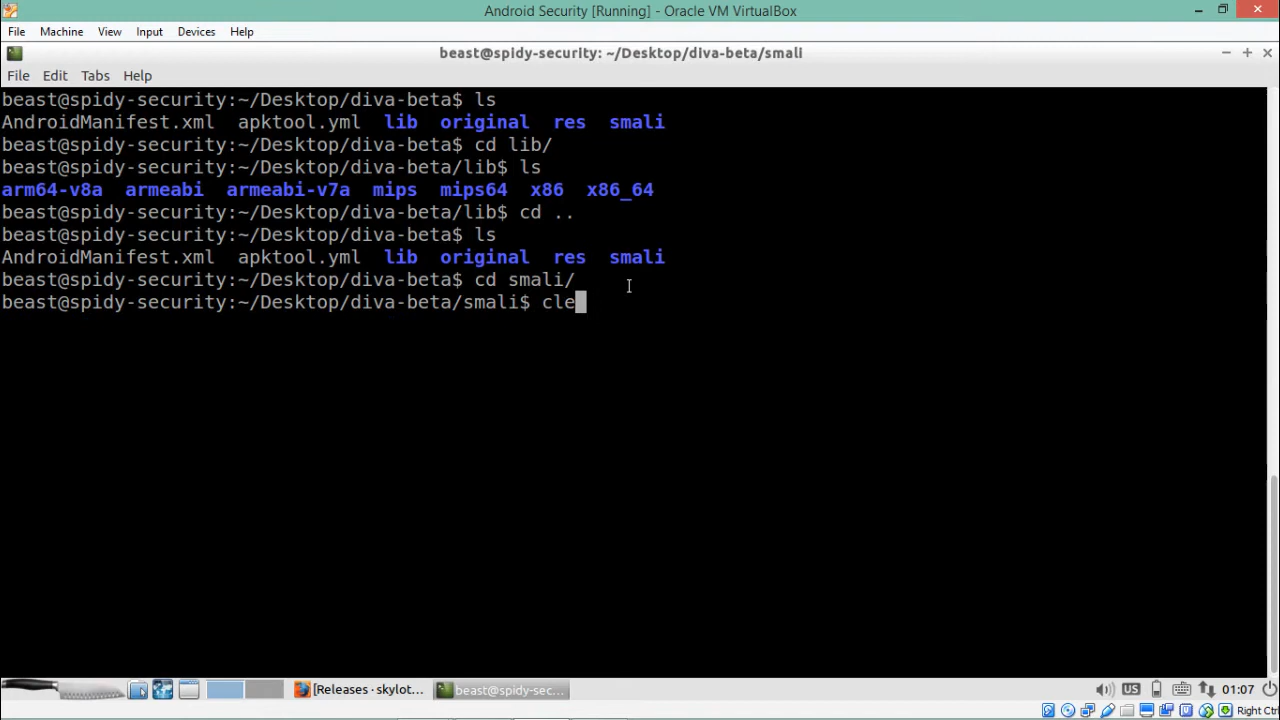 Android Security [Running] - Oracle VM VirtualBox
File Machine View Input Devices Help
beast@spidy-security: ~/Desktop/diva-beta/smali
File Edit Tabs Help
beast@spidy-security:~/Desktop/diva-beta$ ls
AndroidManifest.xml apktool.yml lib original res smali
beast@spidy-security:~/Desktop/diva-beta$ cd lib/
beast@spidy-security:~/Desktop/diva-beta/lib$ ls
arm64-v8a armeabi armeabi-v7a mips mips64 x86 x86_64
beast@spidy-security:~/Desktop/diva-beta/lib$ cd ..
beast@spidy-security:~/Desktop/diva-beta$ ls
AndroidManifest.xml apktool.yml lib original res smali
beast@spidy-security:~/Desktop/diva-beta$ cd smali/
beast@spidy-security:~/Desktop/diva-beta/smali$ cle
[Releases · skylot... beast@spidy-sec... US 01:07
Right Ctrl